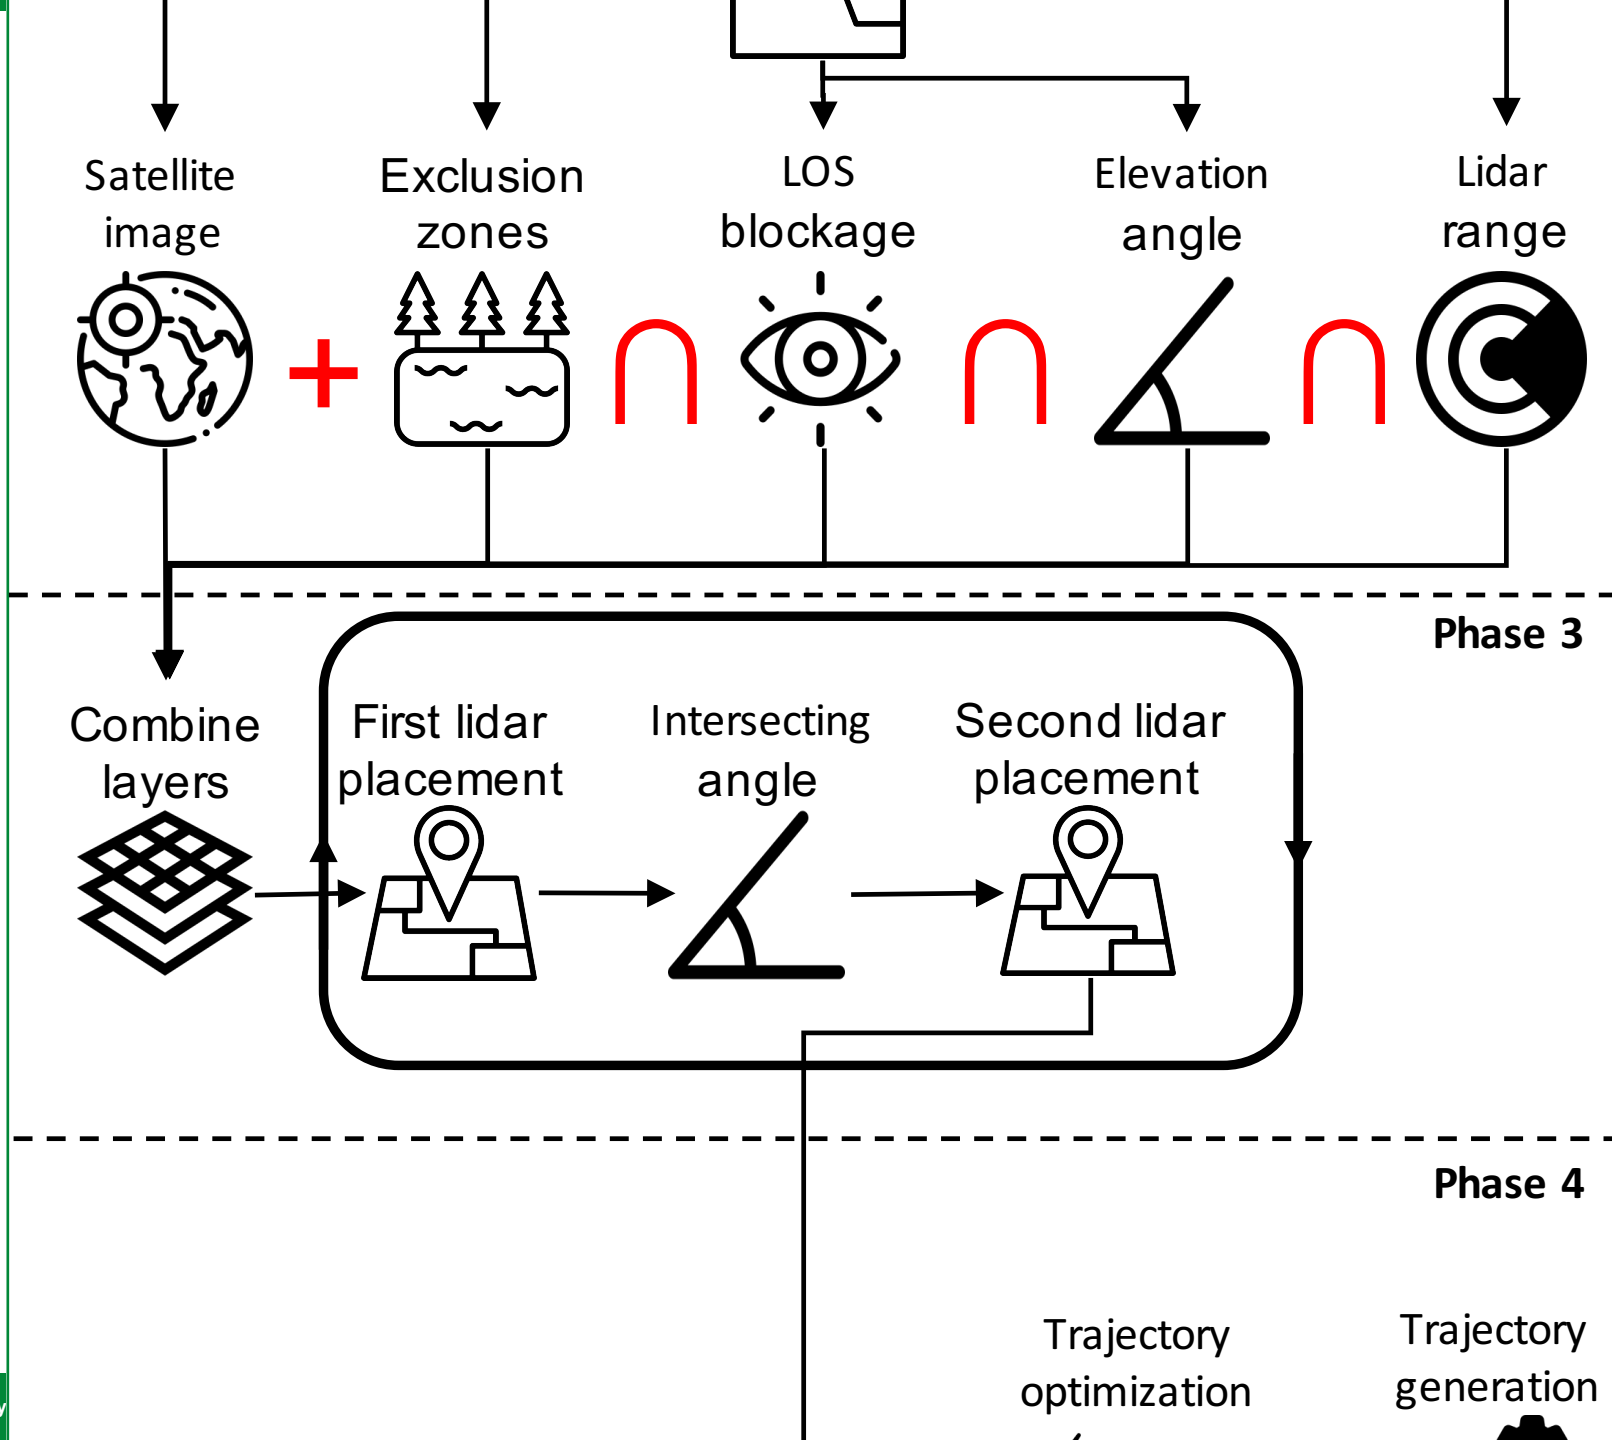 Satellite
image
Exclusion
zones
LOS
blockage
Elevation
angle
Lidar
range
Phase 3
Combine
layers
First lidar
placement
Intersecting
angle
Second lidar
placement
Phase 4
Trajectory
optimization
Trajectory
generation